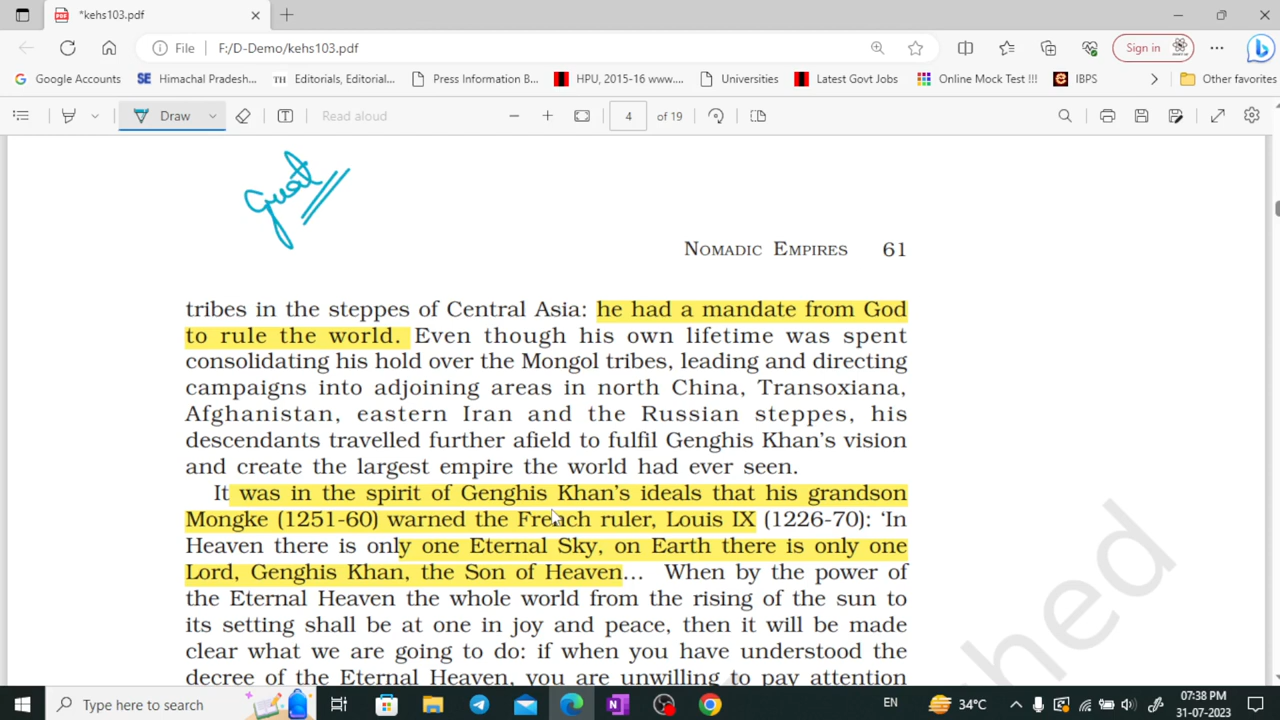 *kehs103.pdf
File F:/D-Demo/kehs103.pdf Sign in
Google Accounts SE Himachal Pradesh... TH Editorials, Editorial... Press Information B... HPU, 2015-16 www.... Universities Latest Govt Jobs Online Mock Test !!! IBPS Other favorites
Draw Read aloud 4 of 19
NOMADIC EMPIRES 61
tribes in the steppes of Central Asia: he had a mandate from God
to rule the world. Even though his own lifetime was spent
consolidating his hold over the Mongol tribes, leading and directing
campaigns into adjoining areas in north China, Transoxiana,
Afghanistan, eastern Iran and the Russian steppes, his
descendants travelled further afield to fulfil Genghis Khan's vision
and create the largest empire the world had ever seen.
It was in the spirit of Genghis Khan's ideals that his grandson
Mongke (1251-60) warned the French ruler, Louis IX (1226-70): 'In
Heaven there is only one Eternal Sky, on Earth there is only one
Lord, Genghis Khan, the Son of Heaven... When by the power of
the Eternal Heaven the whole world from the rising of the sun to
its setting shall be at one in joy and peace, then it will be made
clear what we are going to do: if when you have understood the
decree of the Eternal Heaven, you are unwilling to pay attention
hed
Type here to search EN 34°C 07:38 PM
31-07-2023